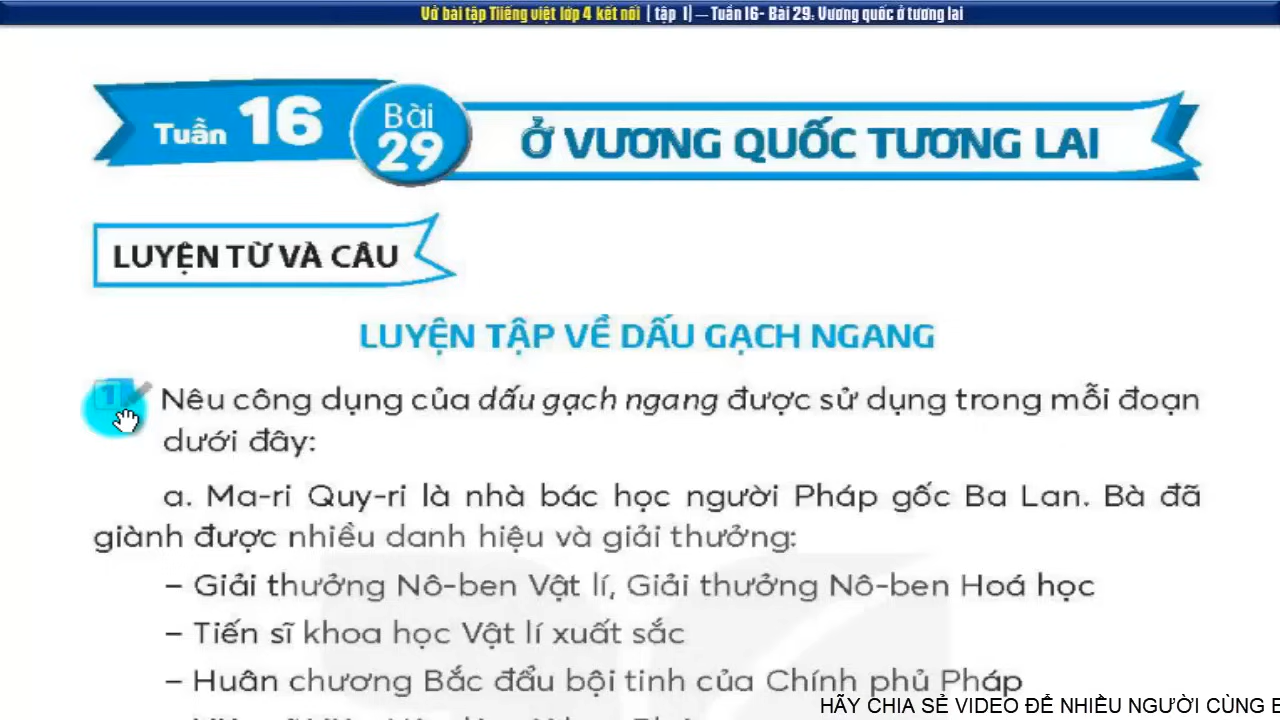 Vở bài tập Tiiếng việt lớp 4 kết nối ( tập 1) – Tuần 16- Bài 29: Vương quốc ở tương lai
Tuần 16 Bài 29 Ở VƯƠNG QUỐC TƯƠNG LAI
LUYỆN TỪ VÀ CÂU
LUYỆN TẬP VỀ DẤU GẠCH NGANG
1 Nêu công dụng của dấu gạch ngang được sử dụng trong mỗi đoạn
dưới đây:
a. Ma-ri Quy-ri là nhà bác học người Pháp gốc Ba Lan. Bà đã
giành được nhiều danh hiệu và giải thưởng:
– Giải thưởng Nô-ben Vật lí, Giải thưởng Nô-ben Hoá học
– Tiến sĩ khoa học Vật lí xuất sắc
– Huân chương Bắc đẩu bội tinh của Chính phủ Pháp
HÃY CHIA SẺ VIDEO ĐỂ NHIỀU NGƯỜI CÙNG